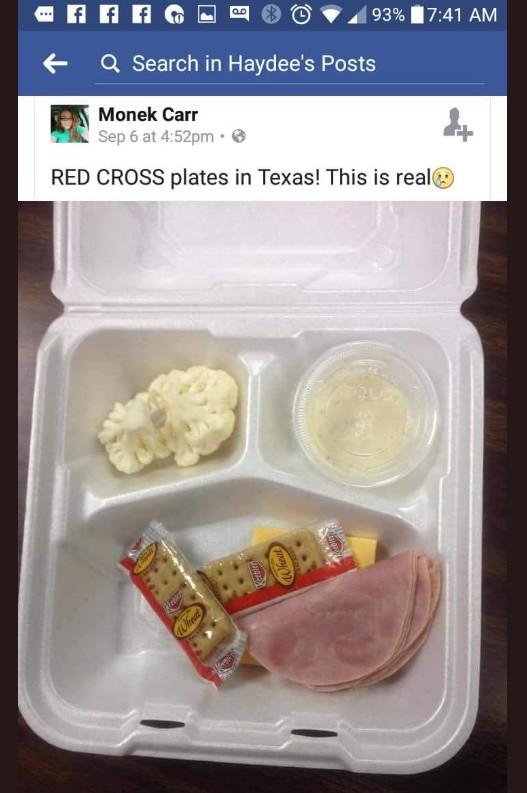 93% 7:41 AM
Search in Haydee's Posts
Monek Carr
Sep 6 at 4:52pm
RED CROSS plates in Texas! This is real
Keebler
Wheat
Keebler
Wheat